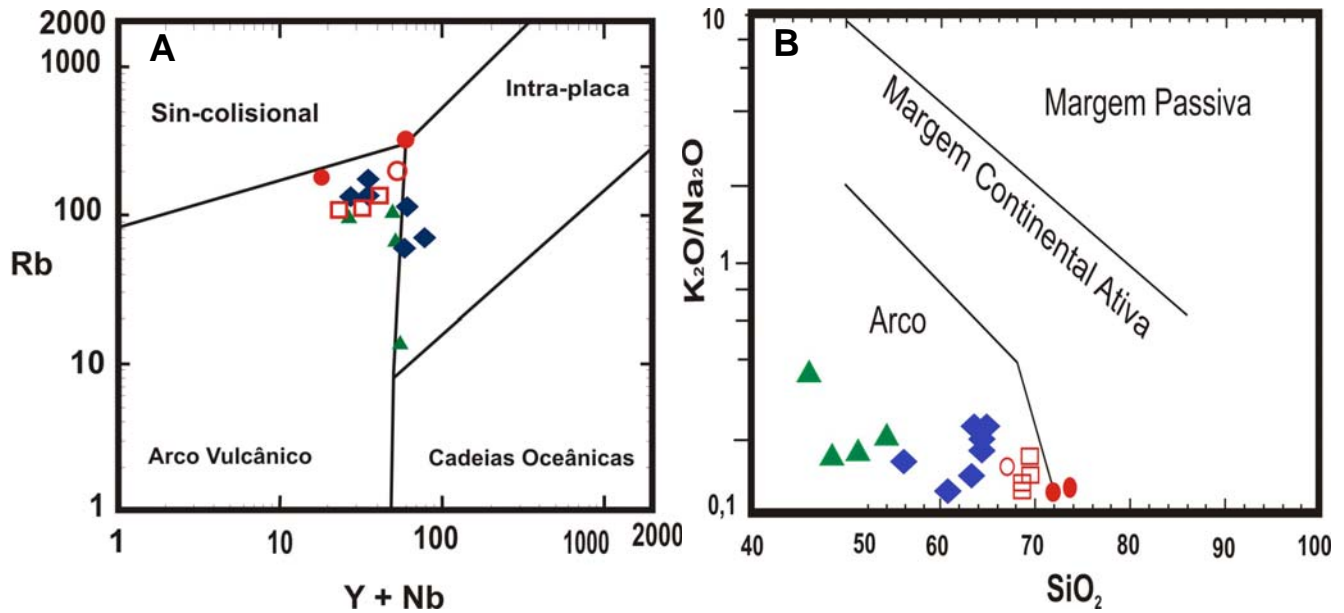 A
2000
1000
100
10
1
Rb
Sin-colisional
Intra-placa
Arco Vulcânico
Cadeias Oceânicas
1
10
100
1000
2000
Y + Nb
B
10
1
0,1
K₂O/Na₂O
Margem Passiva
Margem Continental Ativa
Arco
40
50
60
70
80
90
100
SiO₂